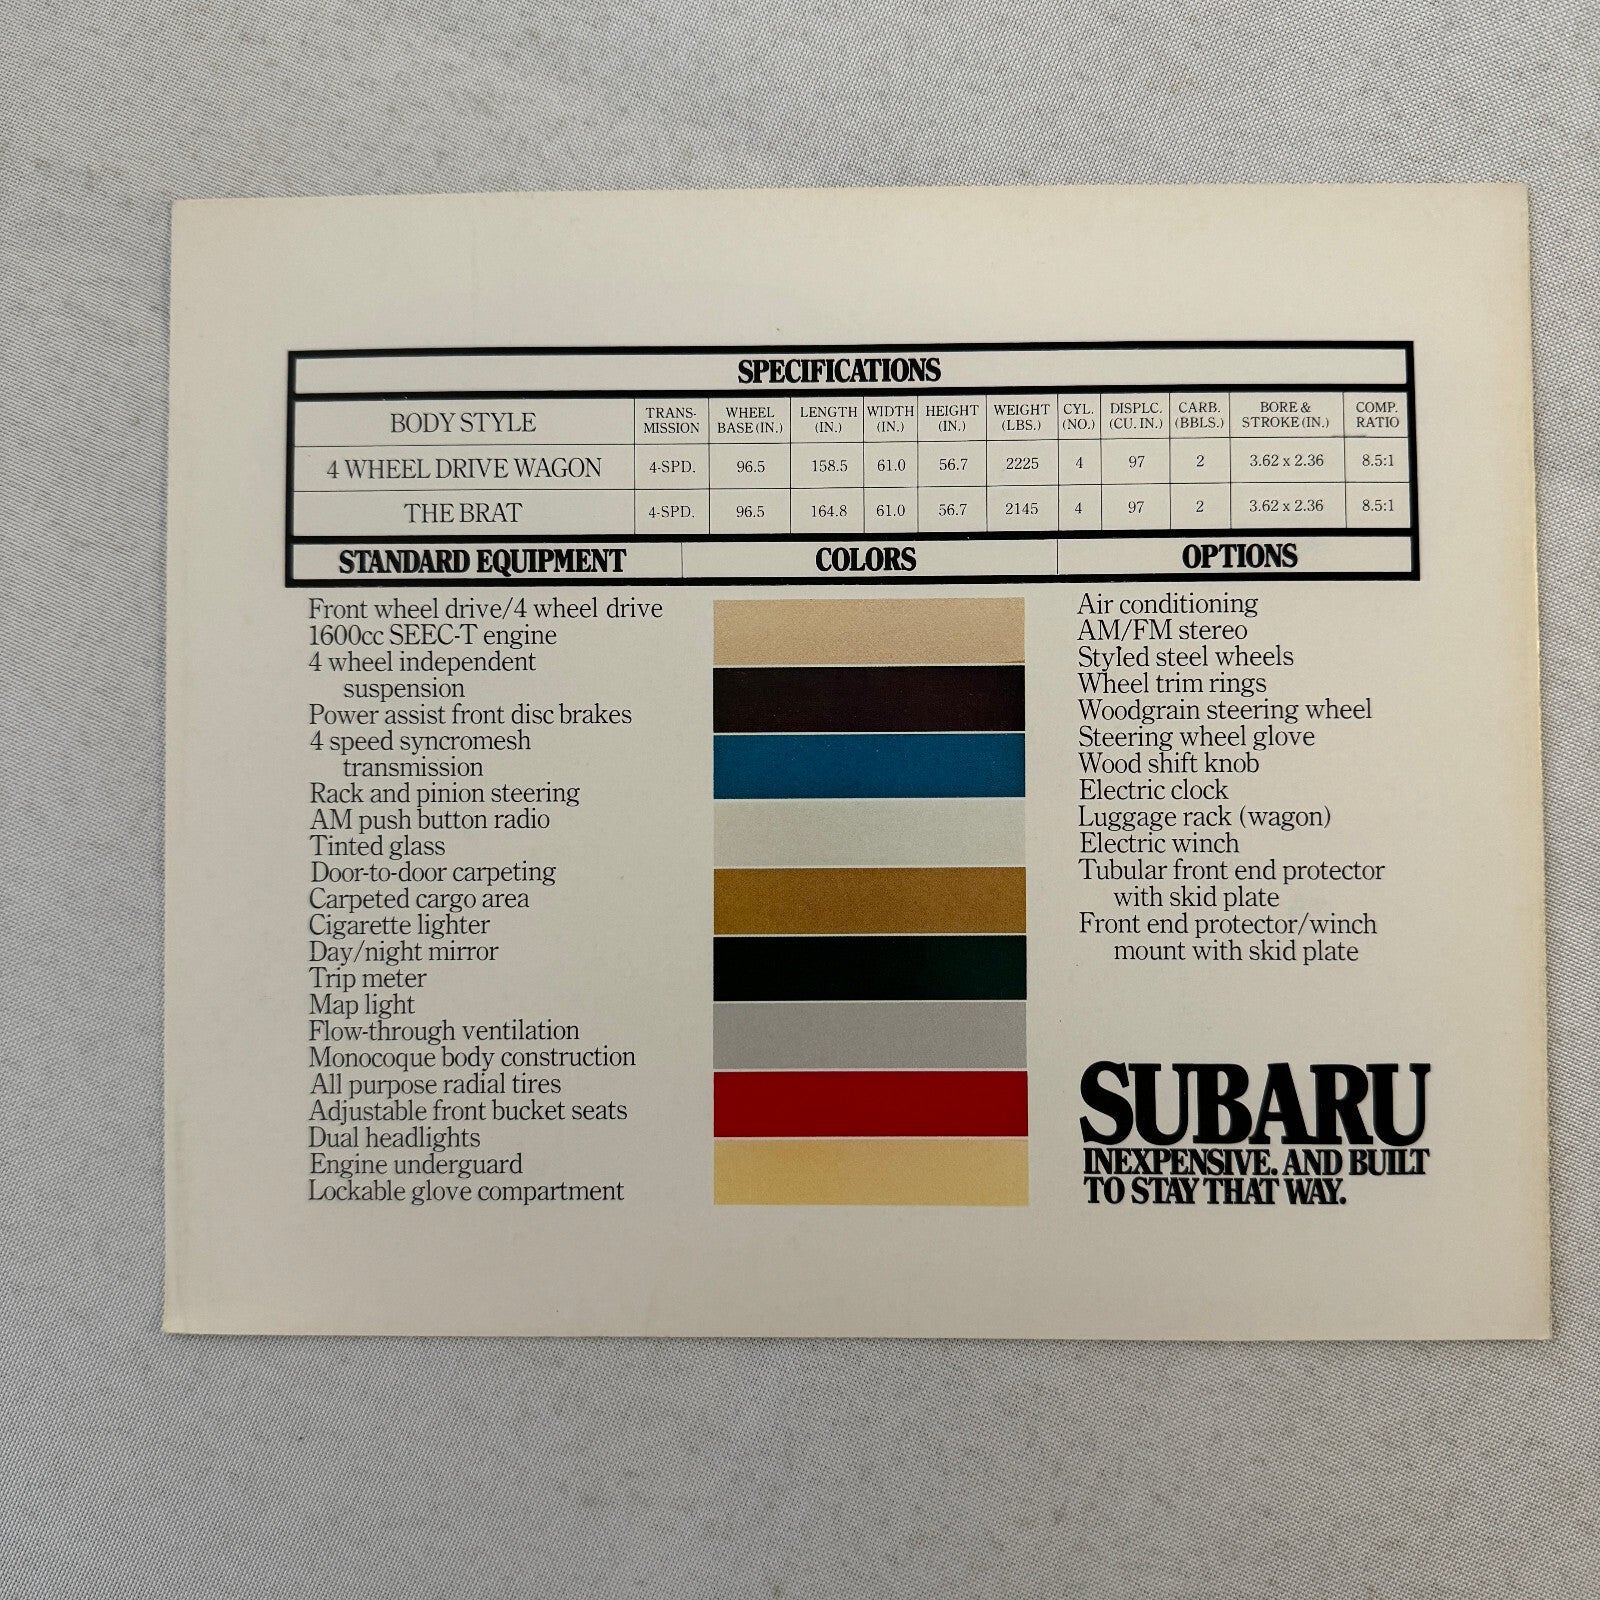 SPECIFICATIONS
BODY STYLE TRANS- MISSION WHEEL BASE (IN.) LENGTH (IN.) WIDTH (IN.) HEIGHT (IN.) WEIGHT (LBS.) CYL. (NO.) DISPLC. (CU. IN.) CARB. (BBLS.) BORE & STROKE (IN.) COMP. RATIO
4 WHEEL DRIVE WAGON 4-SPD. 96.5 158.5 61.0 56.7 2225 4 97 2 3.62 x 2.36 8.5:1
THE BRAT 4-SPD. 96.5 164.8 61.0 56.7 2145 4 97 2 3.62 x 2.36 8.5:1
STANDARD EQUIPMENT
Front wheel drive/4 wheel drive
1600cc SEEC-T engine
4 wheel independent
suspension
Power assist front disc brakes
4 speed syncromesh
transmission
Rack and pinion steering
AM push button radio
Tinted glass
Door-to-door carpeting
Carpeted cargo area
Cigarette lighter
Day/night mirror
Trip meter
Map light
Flow-through ventilation
Monocoque body construction
All purpose radial tires
Adjustable front bucket seats
Dual headlights
Engine underguard
Lockable glove compartment
COLORS
OPTIONS
Air conditioning
AM/FM stereo
Styled steel wheels
Wheel trim rings
Woodgrain steering wheel
Steering wheel glove
Wood shift knob
Electric clock
Luggage rack (wagon)
Electric winch
Tubular front end protector
with skid plate
Front end protector/winch
mount with skid plate
SUBARU
INEXPENSIVE. AND BUILT
TO STAY THAT WAY.